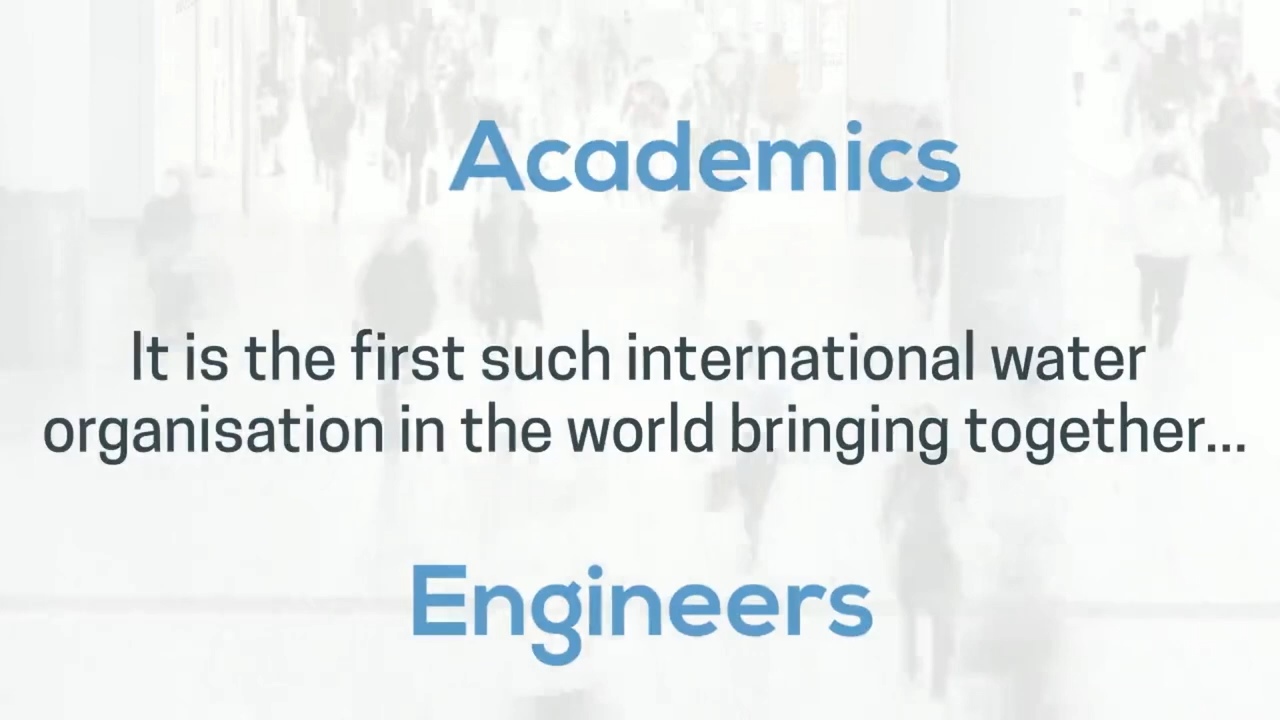 Academics
It is the first such international water
organisation in the world bringing together...
Engineers